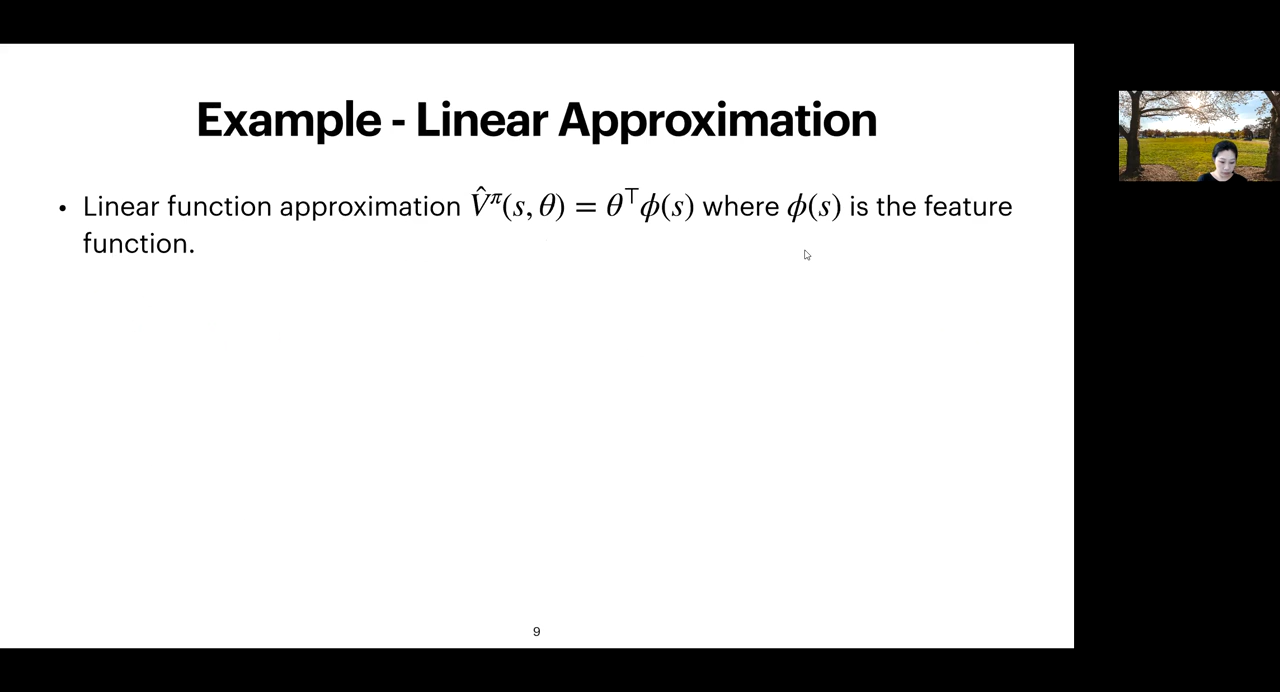 Example - Linear Approximation
• Linear function approximation V̂^π(s, θ) = θ^⊤ϕ(s) where ϕ(s) is the feature
function.
9